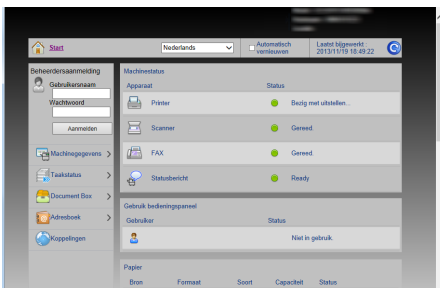 Start
Nederlands
Automatisch vernieuwen
Laatst bijgewerkt :
2013/11/19 18:49:22
Beheerdersaanmelding
Gebruikersnaam
Wachtwoord
Aanmelden
Machinegegevens
Taakstatus
Document Box
Adresboek
Koppelingen
Machinestatus
Apparaat Status
Printer Bezig met uitstellen...
Scanner Gereed.
FAX Gereed.
Statusbericht Ready
Gebruik bedieningspaneel
Gebruiker Status
Niet in gebruik.
Papier
Bron Formaat Soort Capaciteit Status